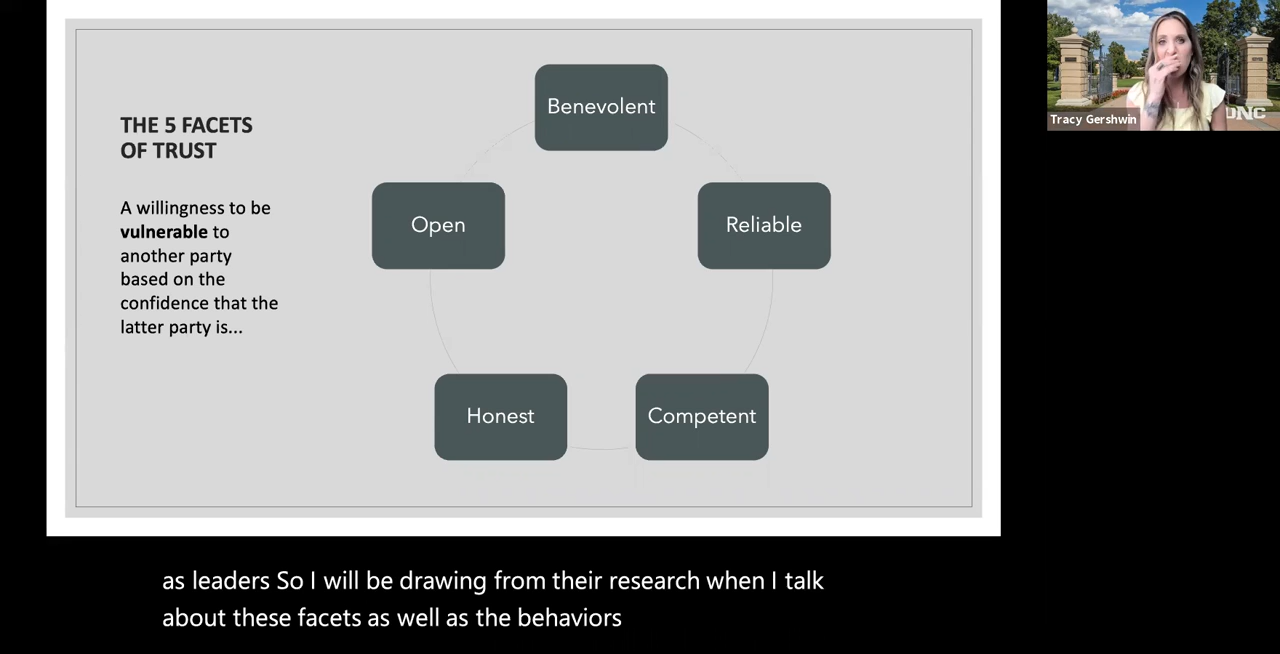 THE 5 FACETS
OF TRUST
A willingness to be
vulnerable to
another party
based on the
confidence that the
latter party is...
Benevolent
Open
Reliable
Honest
Competent
Tracy Gershwin
UNC
as leaders So I will be drawing from their research when I talk
about these facets as well as the behaviors